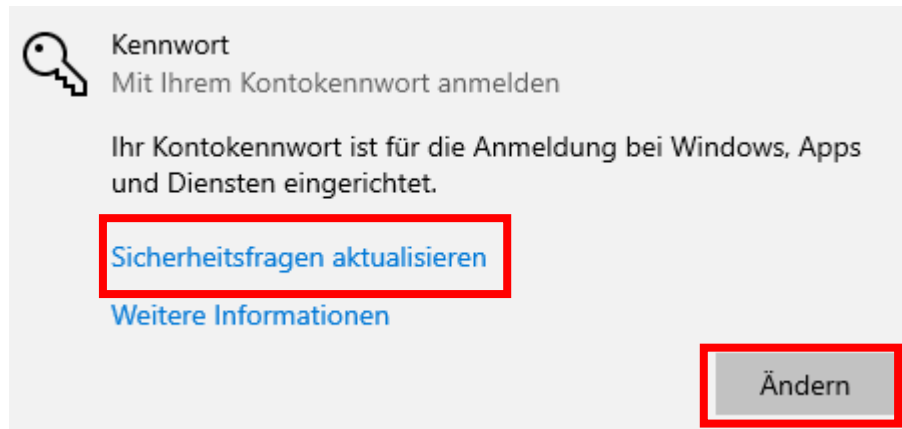 Kennwort
Mit Ihrem Kontokennwort anmelden
Ihr Kontokennwort ist für die Anmeldung bei Windows, Apps
und Diensten eingerichtet.
Sicherheitsfragen aktualisieren
Weitere Informationen
Ändern